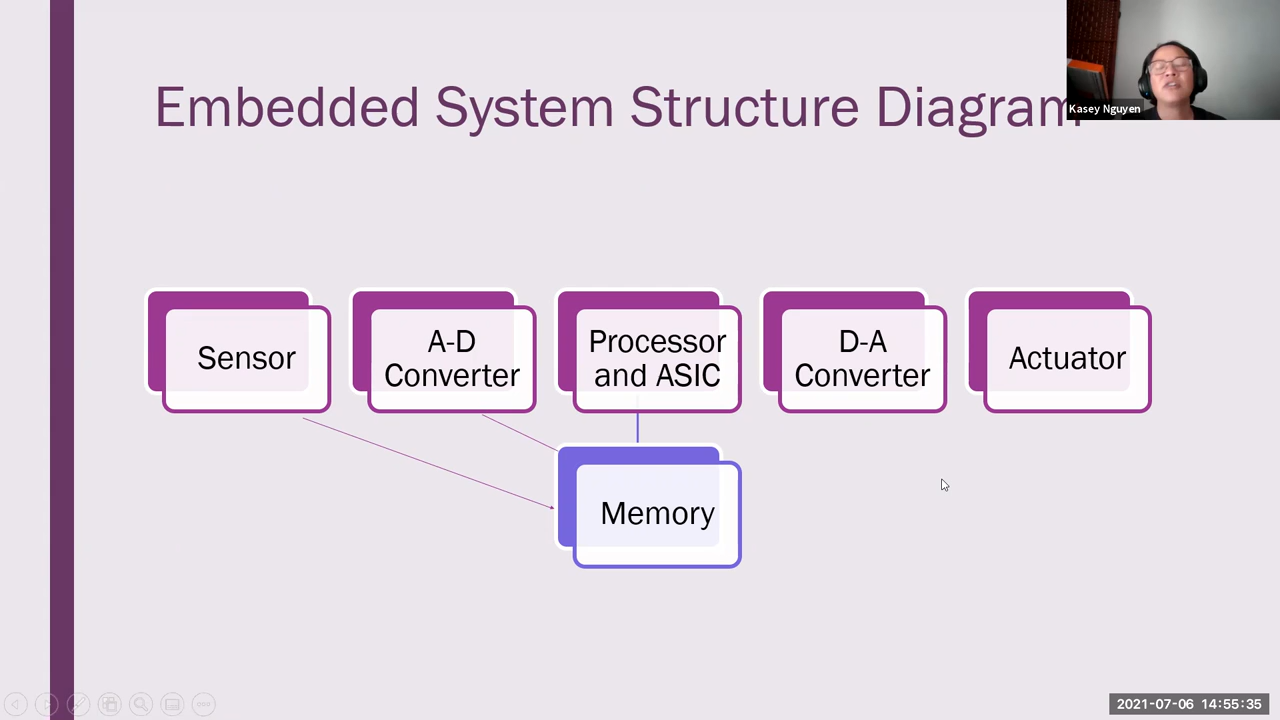 Embedded System Structure Diagram
Kasey Nguyen
Sensor
A-D
Converter
Processor
and ASIC
D-A
Converter
Actuator
Memory
2021-07-06 14:55:35